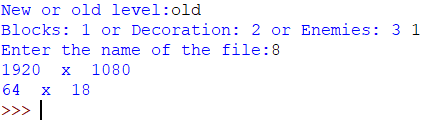 New or old level:old
Blocks: 1 or Decoration: 2 or Enemies: 3 1
Enter the name of the file:8
1920  x  1080
64  x  18
>>>